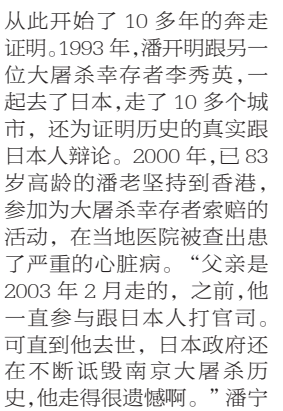 从此开始了 10 多年的奔走
证明。1993 年,潘开明跟另一
位大屠杀幸存者李秀英,一
起去了日本,走了 10 多个城
市，还为证明历史的真实跟
日本人辩论。2000 年,已 83
岁高龄的潘老坚持到香港，
参加为大屠杀幸存者索赔的
活动，在当地医院被查出患
了严重的心脏病。“父亲是
2003 年 2 月走的，之前,他
一直参与跟日本人打官司。
可直到他去世，日本政府还
在不断诋毁南京大屠杀历
史,他走得很遗憾啊。”潘宁